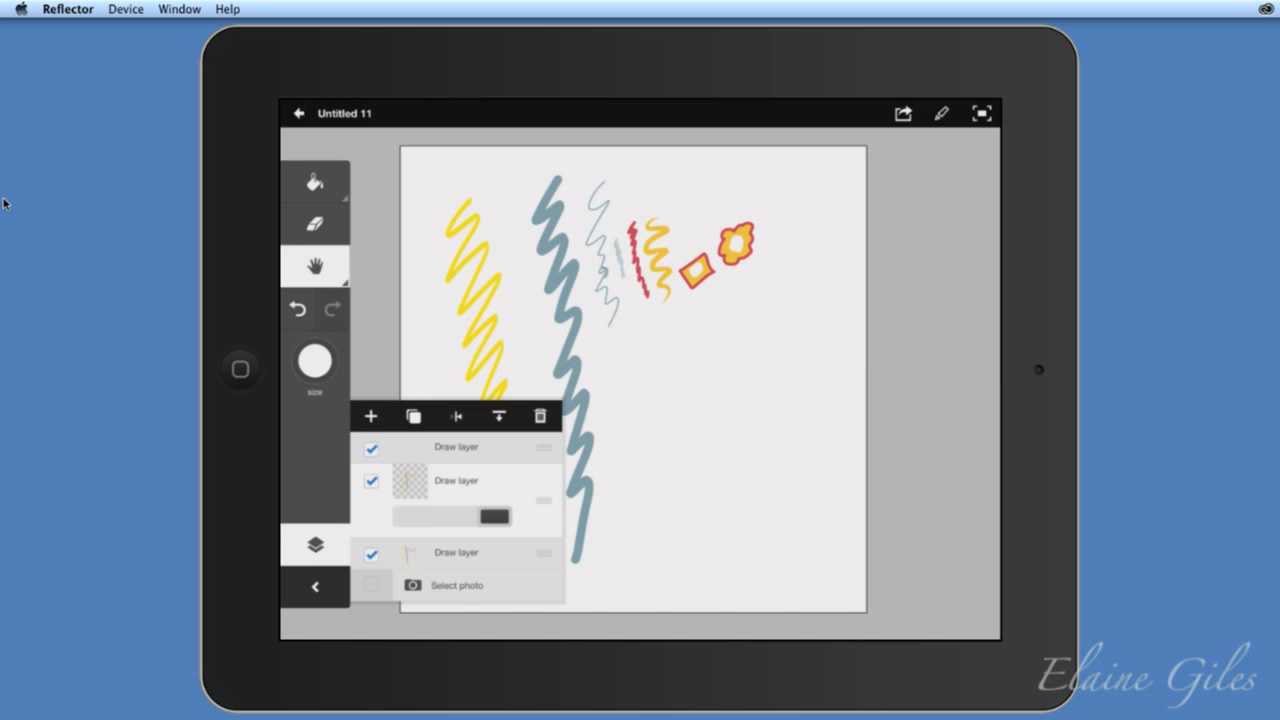 Reflector Device Window Help
Untitled 11
size
Draw layer
Draw layer
Draw layer
Select photo
Elaine Giles